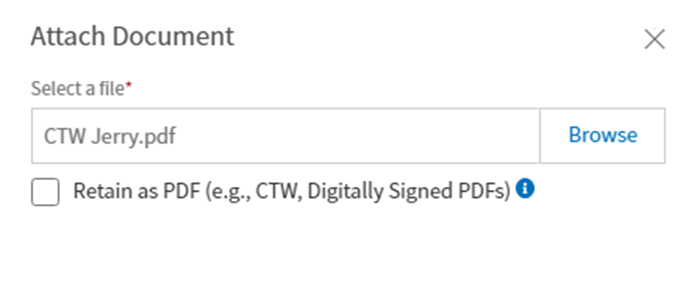 Attach Document
Select a file*
CTW Jerry.pdf
Browse
Retain as PDF (e.g., CTW, Digitally Signed PDFs)